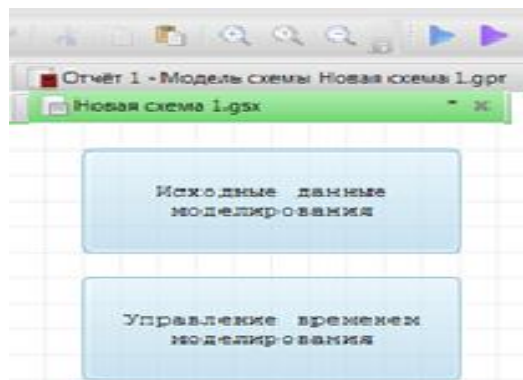 Отчёт 1 - Модель схемы Новая схема 1.gpr
Новая схема 1.gsx
Исходные данные
моделирования
Управление временем
моделирования